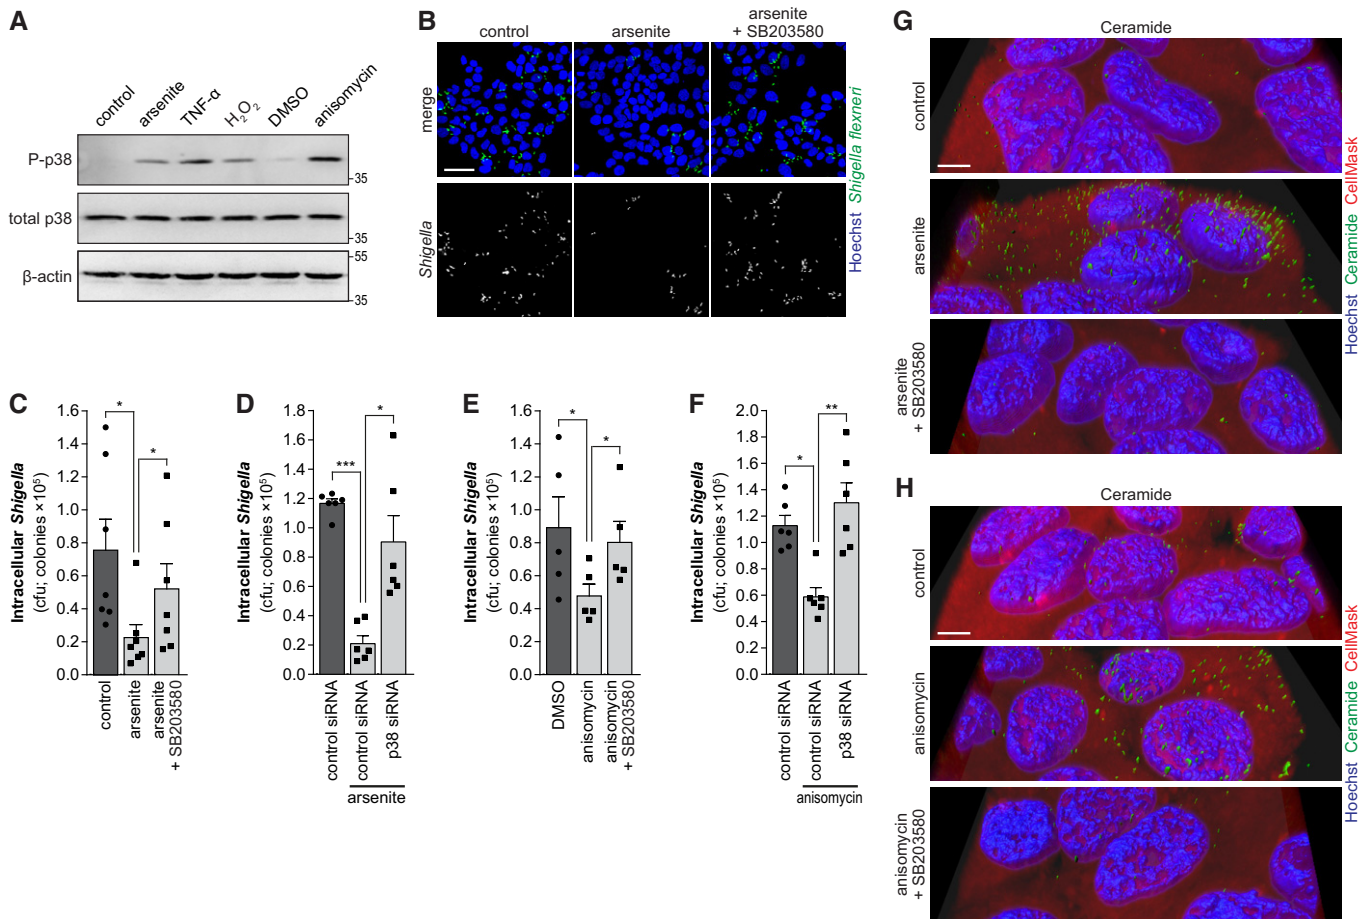 A
control
arsenite
TNF-α
H2O2
DMSO
anisomycin
P-p38
35
total p38
35
55
β-actin
35
B
control
arsenite
arsenite
+ SB203580
merge
Shigella
Hoechst Shigella flexneri
C
Intracellular Shigella
(cfu; colonies ×10⁵)
1.6
1.4
1.2
1.0
0.8
0.6
0.4
0.2
0.0
*
*
control
arsenite
arsenite
+ SB203580
D
Intracellular Shigella
(cfu; colonies ×10⁵)
1.8
1.6
1.4
1.2
1.0
0.8
0.6
0.4
0.2
0.0
***
*
control siRNA
control siRNA
p38 siRNA
arsenite
E
Intracellular Shigella
(cfu; colonies ×10⁵)
1.6
1.4
1.2
1.0
0.8
0.6
0.4
0.2
0.0
*
*
DMSO
anisomycin
anisomycin
+ SB203580
F
Intracellular Shigella
(cfu; colonies ×10⁵)
2.0
1.8
1.6
1.4
1.2
1.0
0.8
0.6
0.4
0.2
0.0
*
**
control siRNA
control siRNA
p38 siRNA
anisomycin
G
Ceramide
control
arsenite
arsenite
+ SB203580
Hoechst Ceramide CellMask
H
Ceramide
control
anisomycin
anisomycin
+ SB203580
Hoechst Ceramide CellMask